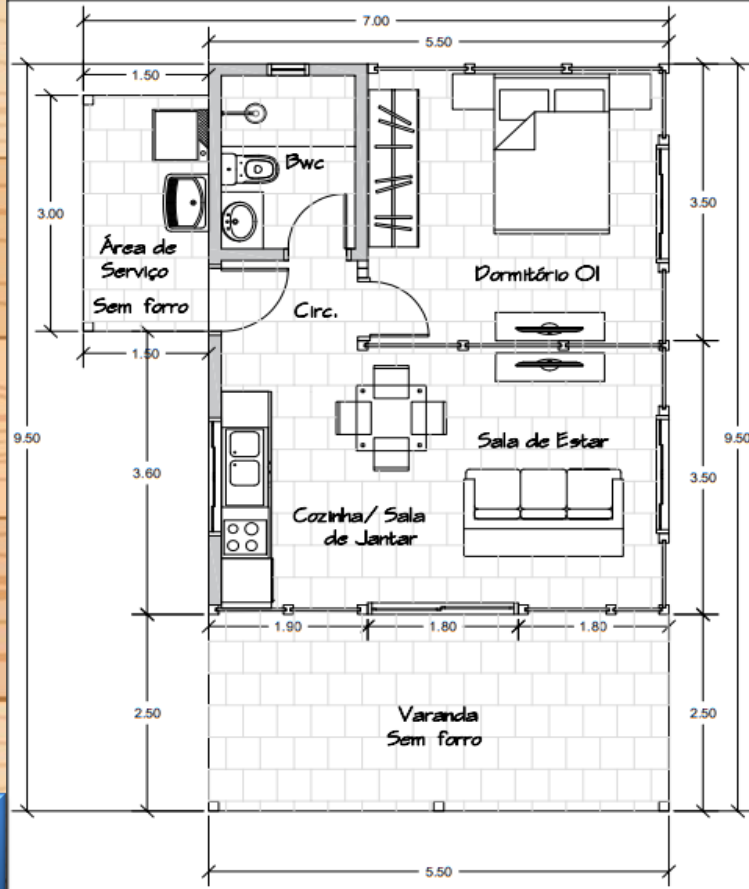 7.00
5.50
1.50
Bwc
3.00
3.50
Área de
Serviço
Sem forro
Dormitório 01
Circ.
1.50
9.50
3.60
Sala de Estar
9.50
3.50
Cozinha/ Sala
de Jantar
1.90
1.80
1.80
2.50
Varanda
Sem forro
2.50
5.50